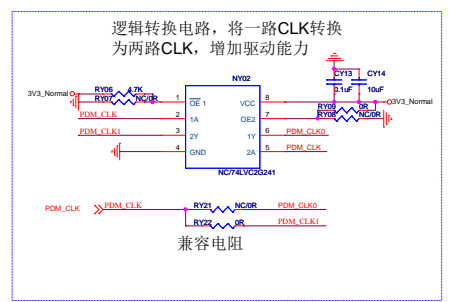 逻辑转换电路，将一路CLK转换
为两路CLK，增加驱动能力
CY13 CY14
0.1uF 10uF
NY02
3V3_Normal RY06 4.7K
RY07 NC/0R
1 OE 1 VCC 8
3V3_Normal
PDM_CLK 2 1A OE2 7
RY09 0R
RY08 NC/0R
PDM_CLK1 3 2Y 1Y 6 PDM_CLK0
4 GND 2A 5 PDM_CLK
NC/74LVC2G241
PDM_CLK PDM_CLK RY21 NC/0R PDM_CLK0
RY22 0R PDM_CLK1
兼容电阻